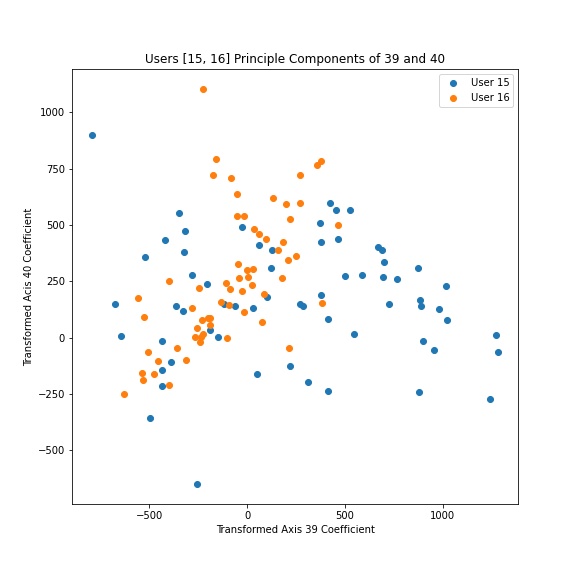 Users [15, 16] Principle Components of 39 and 40
User 15
User 16
1000
750
500
250
0
−250
−500
Transformed Acis 40 Coefficient
−500
0
500
1000
Transformed Axis 39 Coefficient